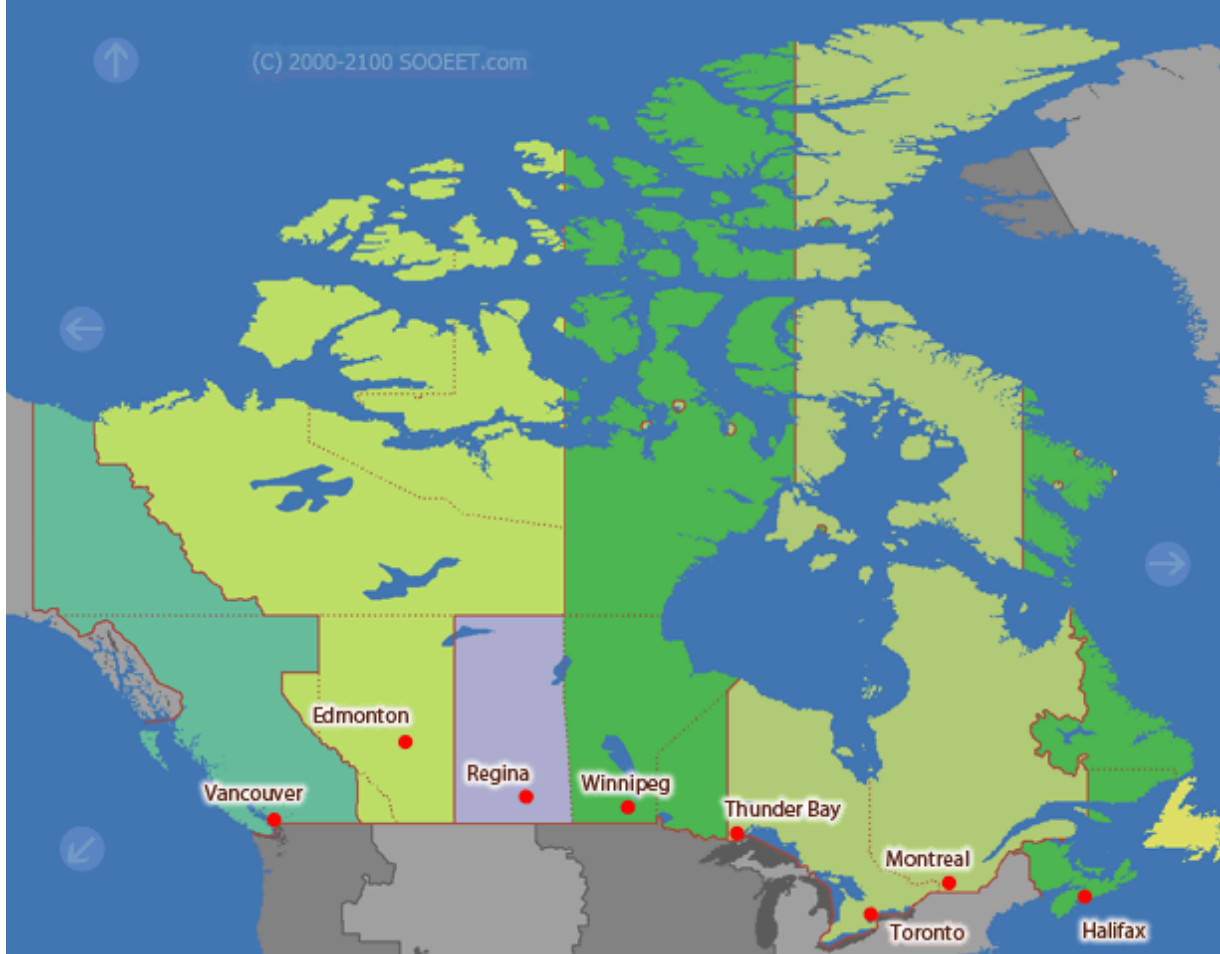 (C) 2000-2100 SOOEET.com
Edmonton
Regina
Winnipeg
Vancouver
Thunder Bay
Montreal
Toronto
Halifax